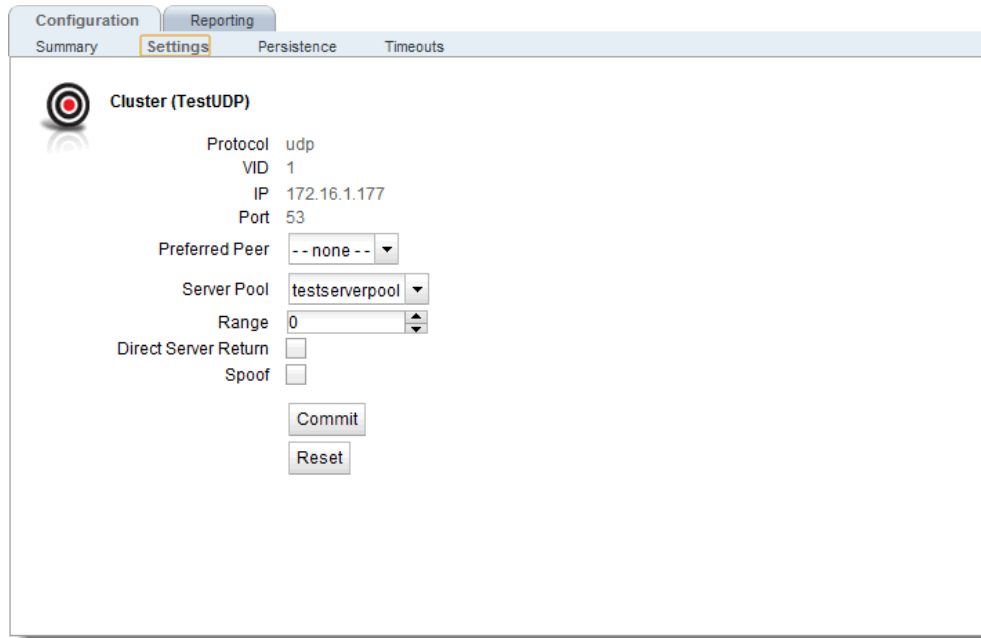 Configuration Reporting
Summary Settings Persistence Timeouts
Cluster (TestUDP)
Protocol udp
VID 1
IP 172.16.1.177
Port 53
Preferred Peer - - none - -
Server Pool testserverpool
Range 0
Direct Server Return
Spoof
Commit
Reset